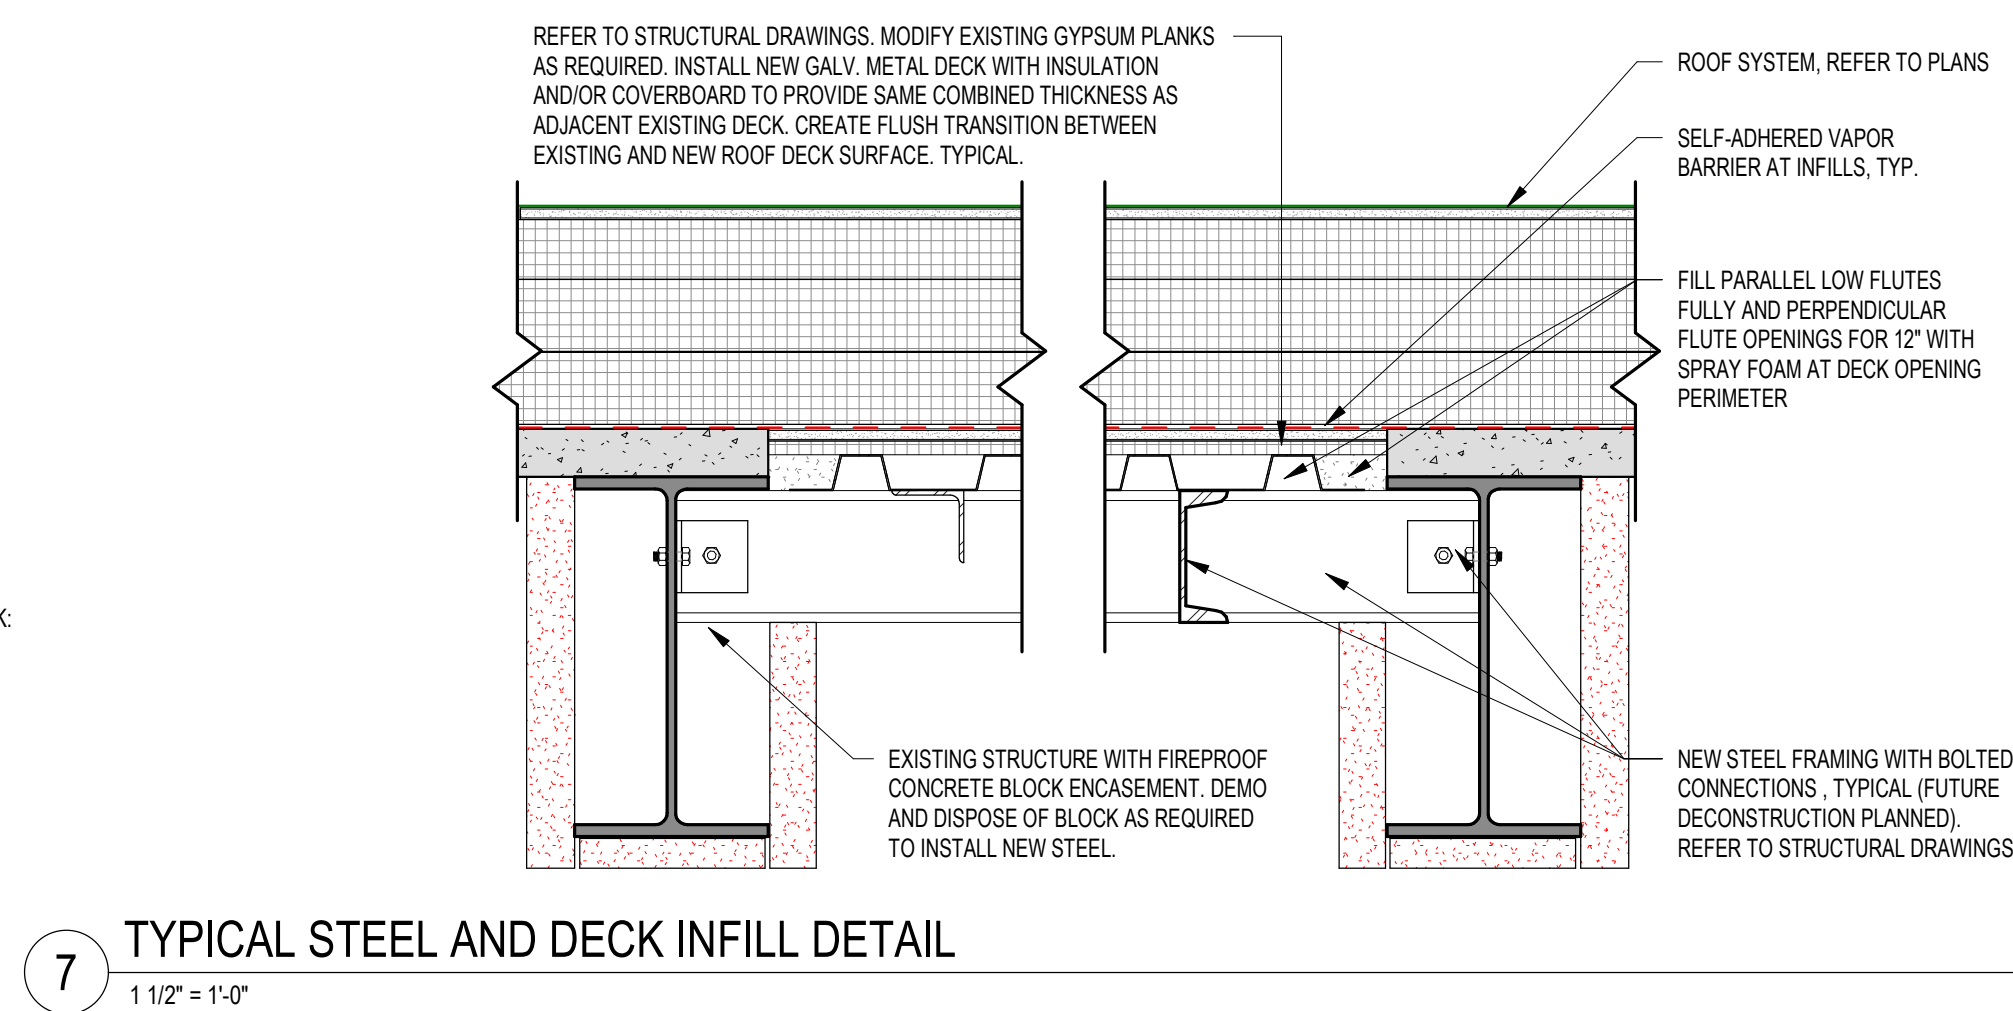 REFER TO STRUCTURAL DRAWINGS. MODIFY EXISTING GYPSUM PLANKS
AS REQUIRED. INSTALL NEW GALV. METAL DECK WITH INSULATION
AND/OR COVERBOARD TO PROVIDE SAME COMBINED THICKNESS AS
ADJACENT EXISTING DECK. CREATE FLUSH TRANSITION BETWEEN
EXISTING AND NEW ROOF DECK SURFACE. TYPICAL.
ROOF SYSTEM, REFER TO PLANS
SELF-ADHERED VAPOR
BARRIER AT INFILLS, TYP.
FILL PARALLEL LOW FLUTES
FULLY AND PERPENDICULAR
FLUTE OPENINGS FOR 12" WITH
SPRAY FOAM AT DECK OPENING
PERIMETER
K:
EXISTING STRUCTURE WITH FIREPROOF
CONCRETE BLOCK ENCASEMENT. DEMO
AND DISPOSE OF BLOCK AS REQUIRED
TO INSTALL NEW STEEL.
NEW STEEL FRAMING WITH BOLTED
CONNECTIONS , TYPICAL (FUTURE
DECONSTRUCTION PLANNED).
REFER TO STRUCTURAL DRAWINGS
7
TYPICAL STEEL AND DECK INFILL DETAIL
1 1/2" = 1'-0"